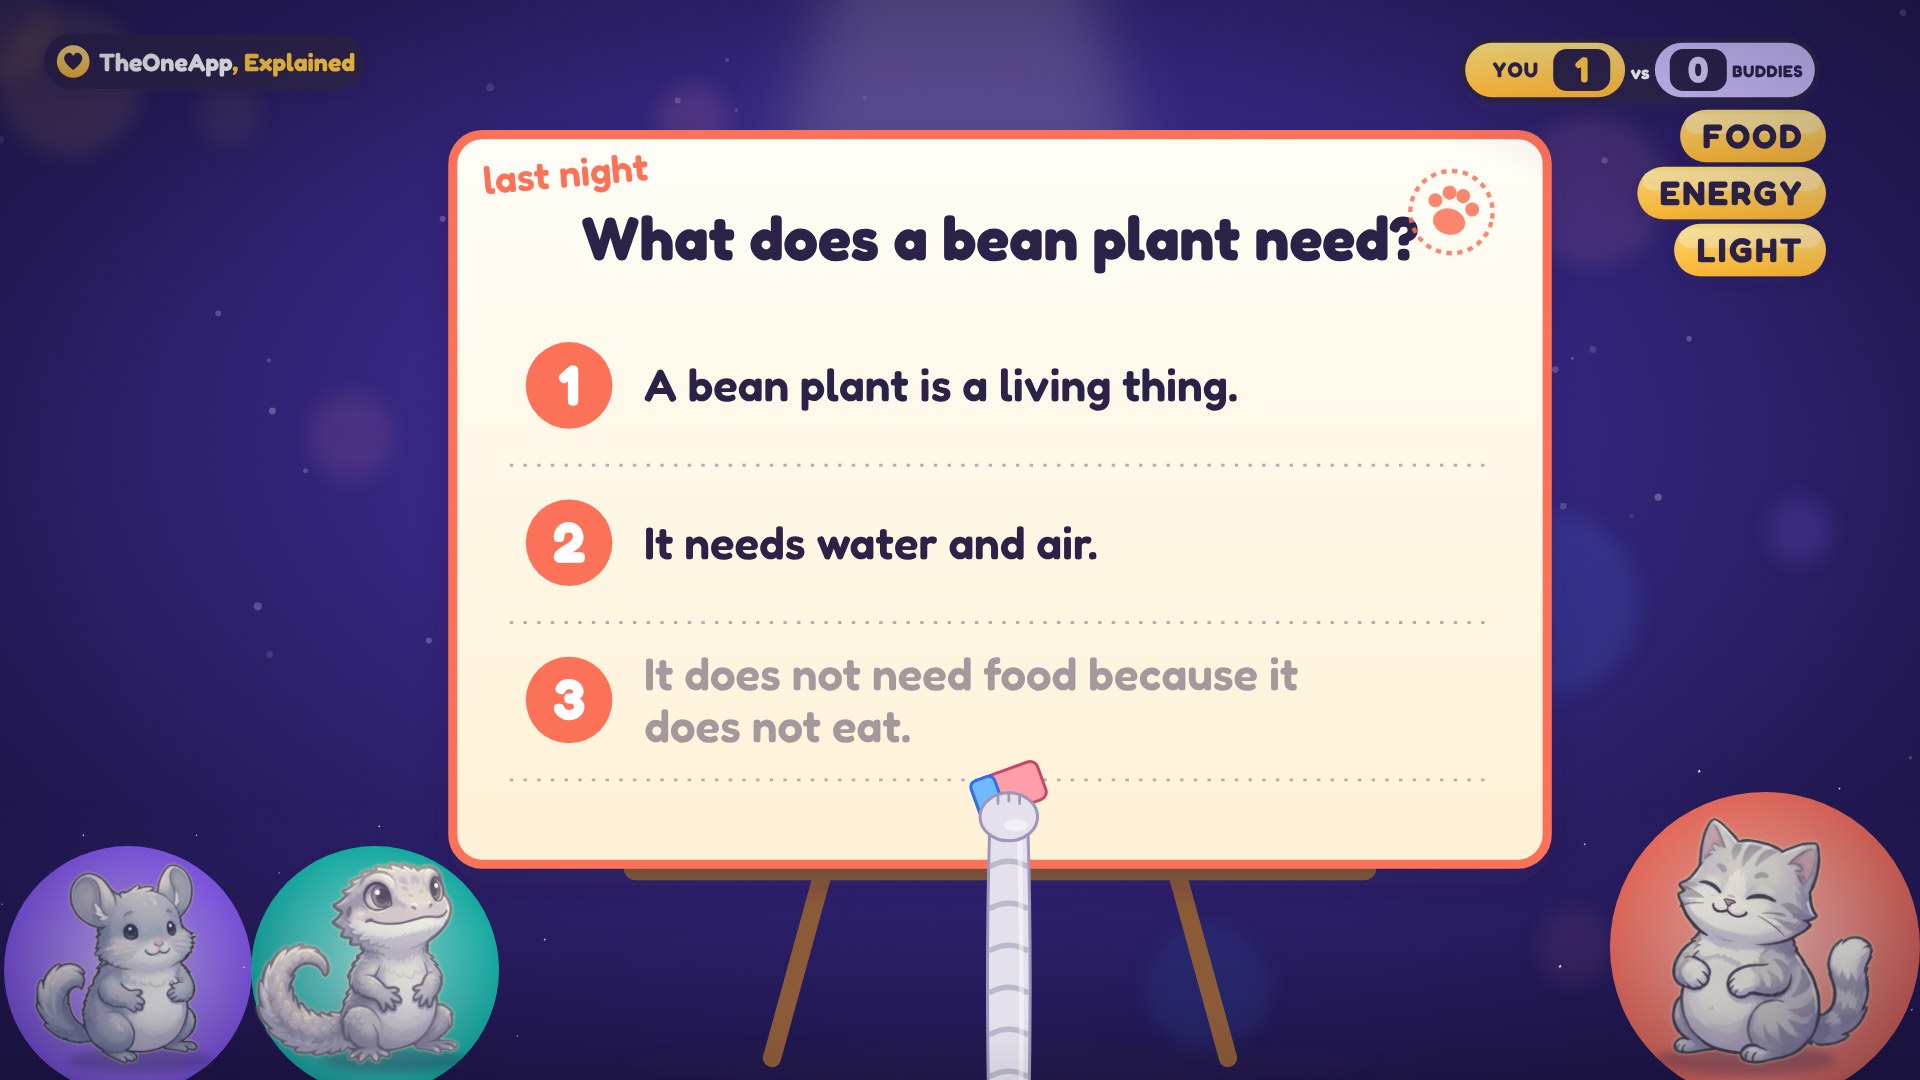 TheOneApp, Explained
YOU 1 vs 0 BUDDIES
FOOD
ENERGY
LIGHT
last night
What does a bean plant need?
1 A bean plant is a living thing.
2 It needs water and air.
3 It does not need food because it
does not eat.